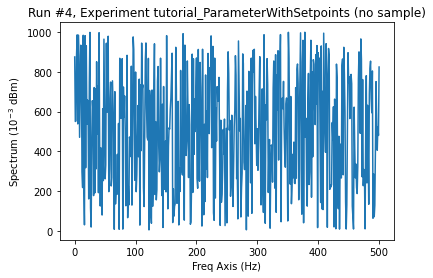 Run #4, Experiment tutorial_ParameterWithSetpoints (no sample)
Spectrum (10⁻³ dBm)
1000
800
600
400
200
0
0 100 200 300 400 500
Freq Axis (Hz)